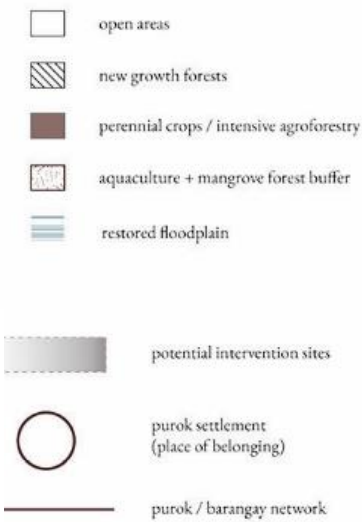 open areas
new growth forests
perennial crops / intensive agroforestry
aquaculture + mangrove forest buffer
restored floodplain
potential intervention sites
purok settlement
(place of belonging)
purok / barangay network